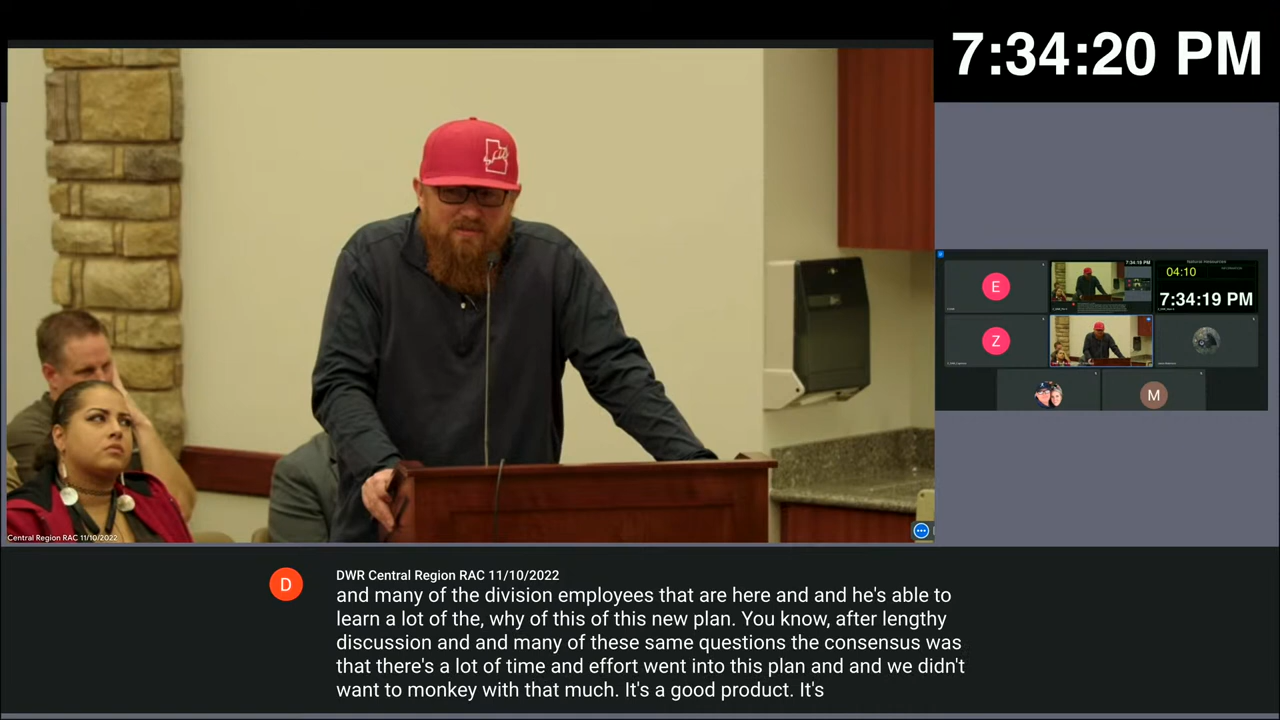 7:34:20 PM
E
04:10
7:34:19 PM
Z
M
Central Region RAC 11/10/2022
D
DWR Central Region RAC 11/10/2022
and many of the division employees that are here and and he's able to
learn a lot of the, why of this of this new plan. You know, after lengthy
discussion and and many of these same questions the consensus was
that there's a lot of time and effort went into this plan and and we didn't
want to monkey with that much. It's a good product. It's